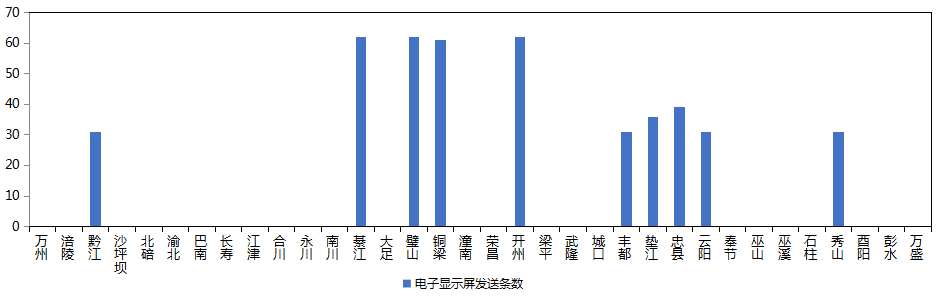 70
60
50
40
30
20
10
0
万州
涪陵
黔江
沙坪坝
北碚
渝北
巴南
长寿
江津
合川
永川
南川
綦江
大足
璧山
铜梁
潼南
荣昌
开州
梁平
武隆
城口
丰都
垫江
忠县
云阳
奉节
巫山
巫溪
石柱
秀山
酉阳
彭水
万盛
电子显示屏发送条数